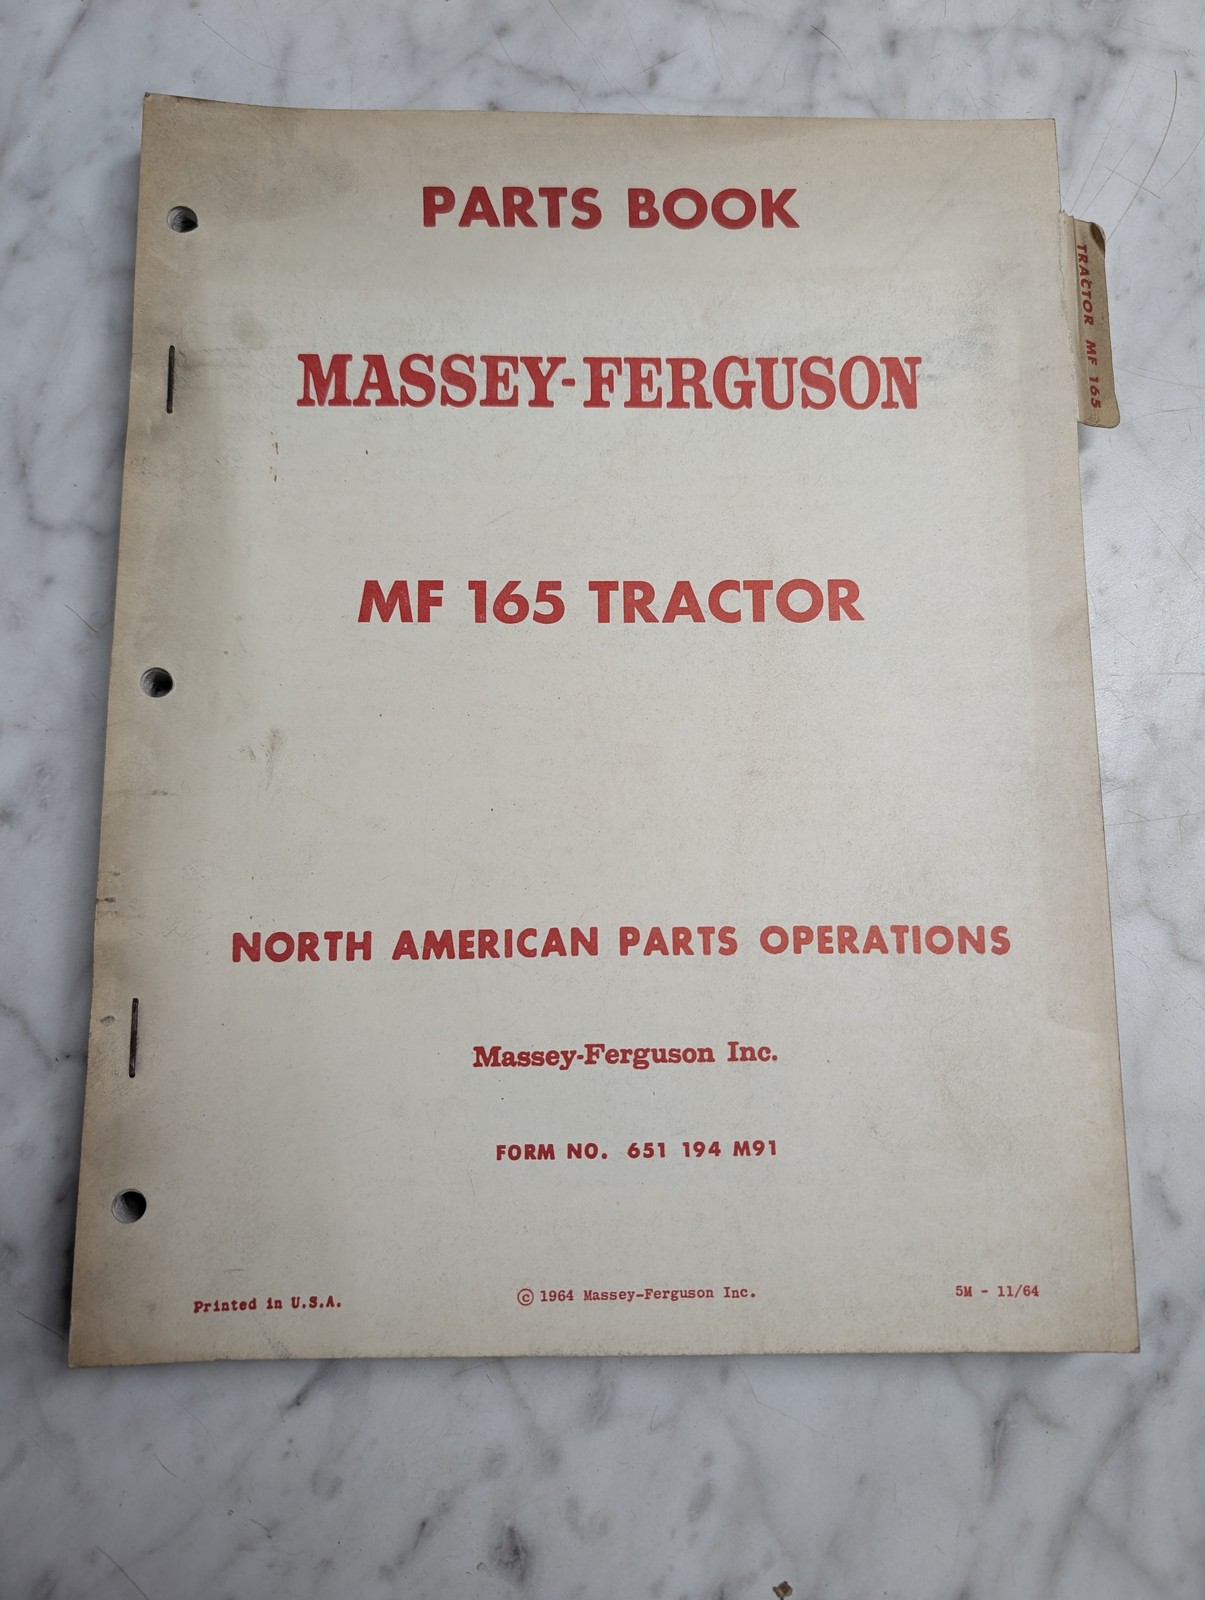 PARTS BOOK
TRACTOR MF 165
MASSEY-FERGUSON
MF 165 TRACTOR
NORTH AMERICAN PARTS OPERATIONS
Massey-Ferguson Inc.
FORM NO. 651 194 M91
Printed in U.S.A.
© 1964 Massey-Ferguson Inc.
5M - 11/64